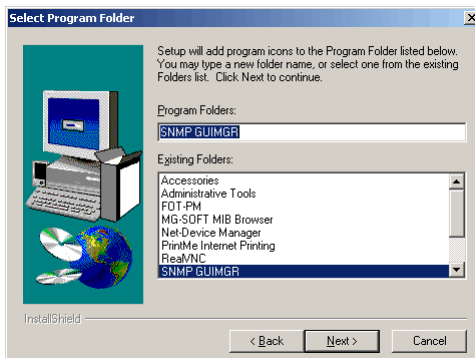 Select Program Folder
Setup will add program icons to the Program Folder listed below.
You may type a new folder name, or select one from the existing
Folders list. Click Next to continue.
Program Folders:
SNMP GUIMGR
Existing Folders:
Accessories
Administrative Tools
FOT-PM
MG-SOFT MIB Browser
Net-Device Manager
PrintMe Internet Printing
RealVNC
SNMP GUIMGR
InstallShield
< Back
Next >
Cancel